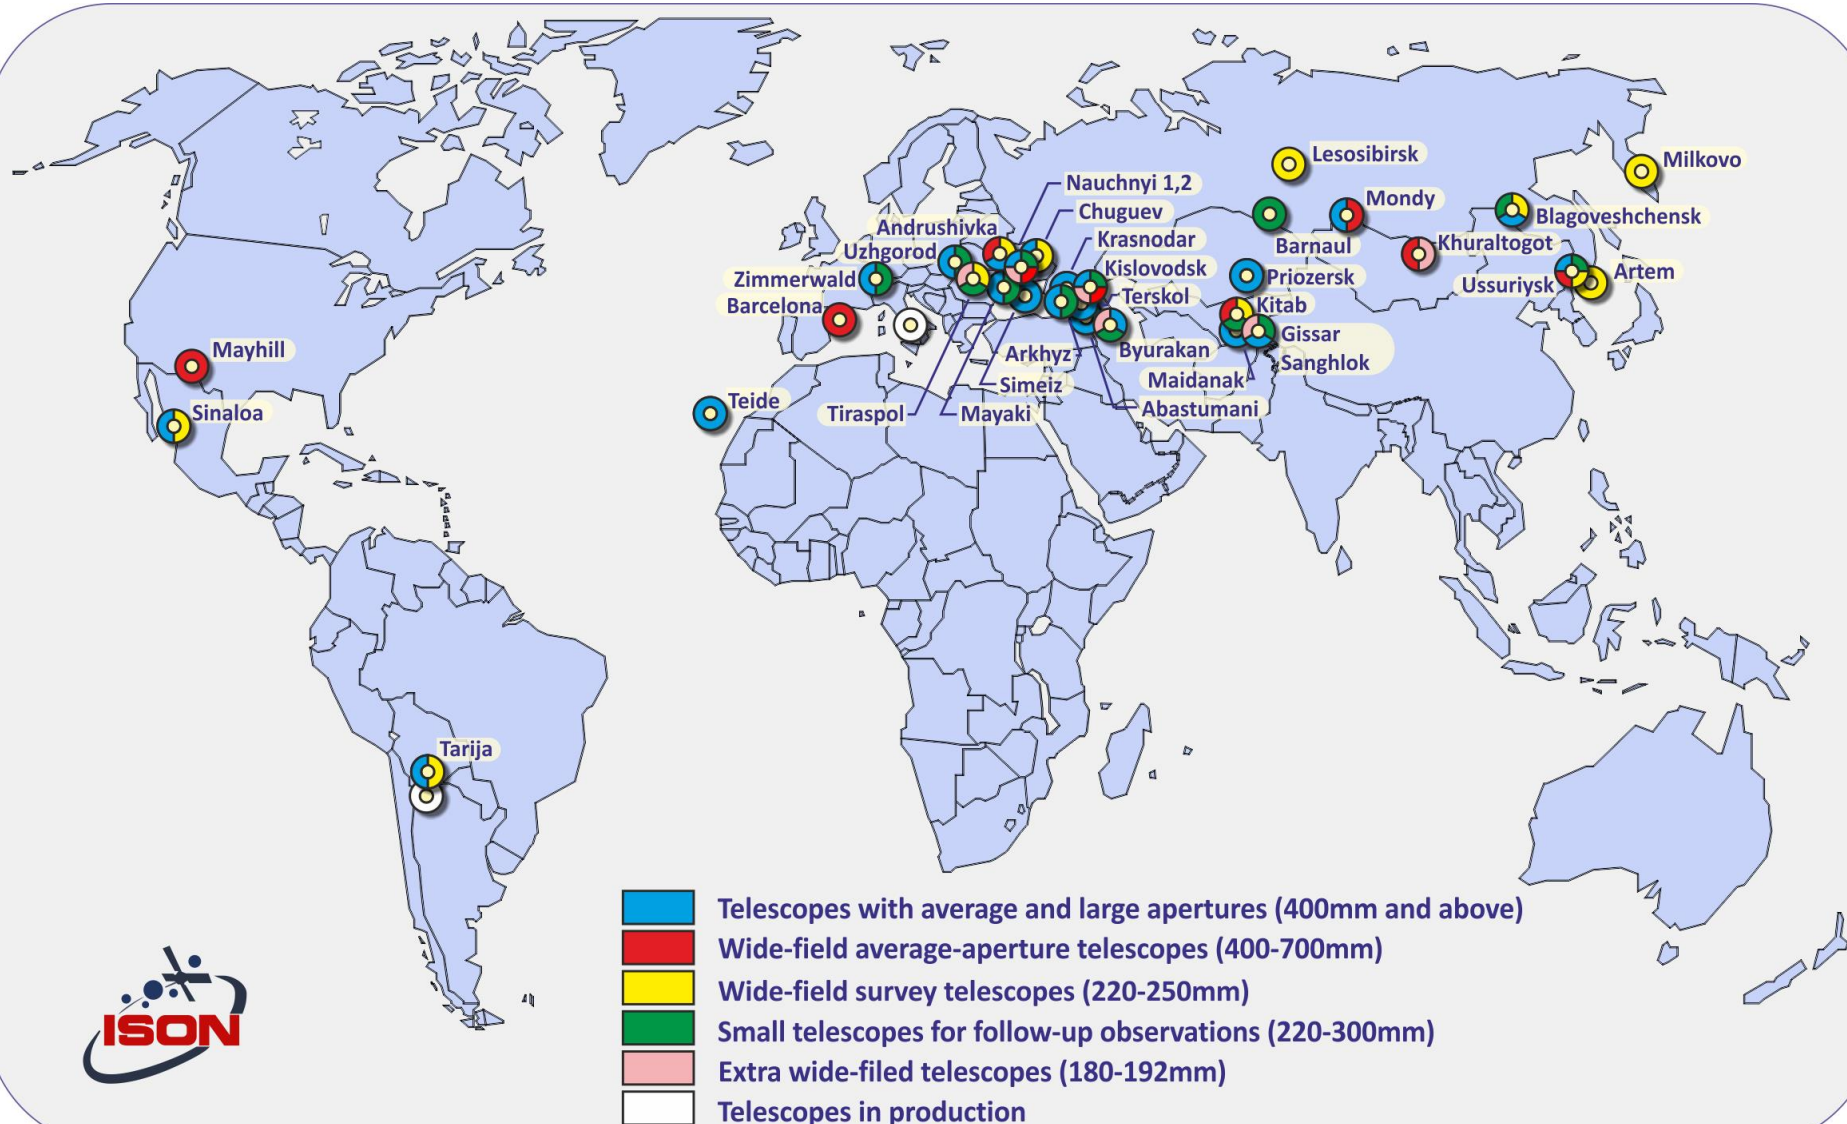 Lesosibirsk
Milkovo
Nauchnyi 1,2
Mondy
Chuguev
Blagoveshchensk
Andrushivka
Krasnodar
Barnaul
Khuraltogot
Uzhgorod
Kislovodsk
Zimmerwald
Priozersk
Ussuriysk
Artem
Barcelona
Terskol
Kitab
Mayhill
Arkhyz
Byurakan
Gissar
Sanghlok
Simeiz
Maidanak
Sinaloa
Teide
Tiraspol
Mayaki
Abastumani
Tarija
Telescopes with average and large apertures (400mm and above)
Wide-field average-aperture telescopes (400-700mm)
Wide-field survey telescopes (220-250mm)
Small telescopes for follow-up observations (220-300mm)
Extra wide-filed telescopes (180-192mm)
Telescopes in production
ISON